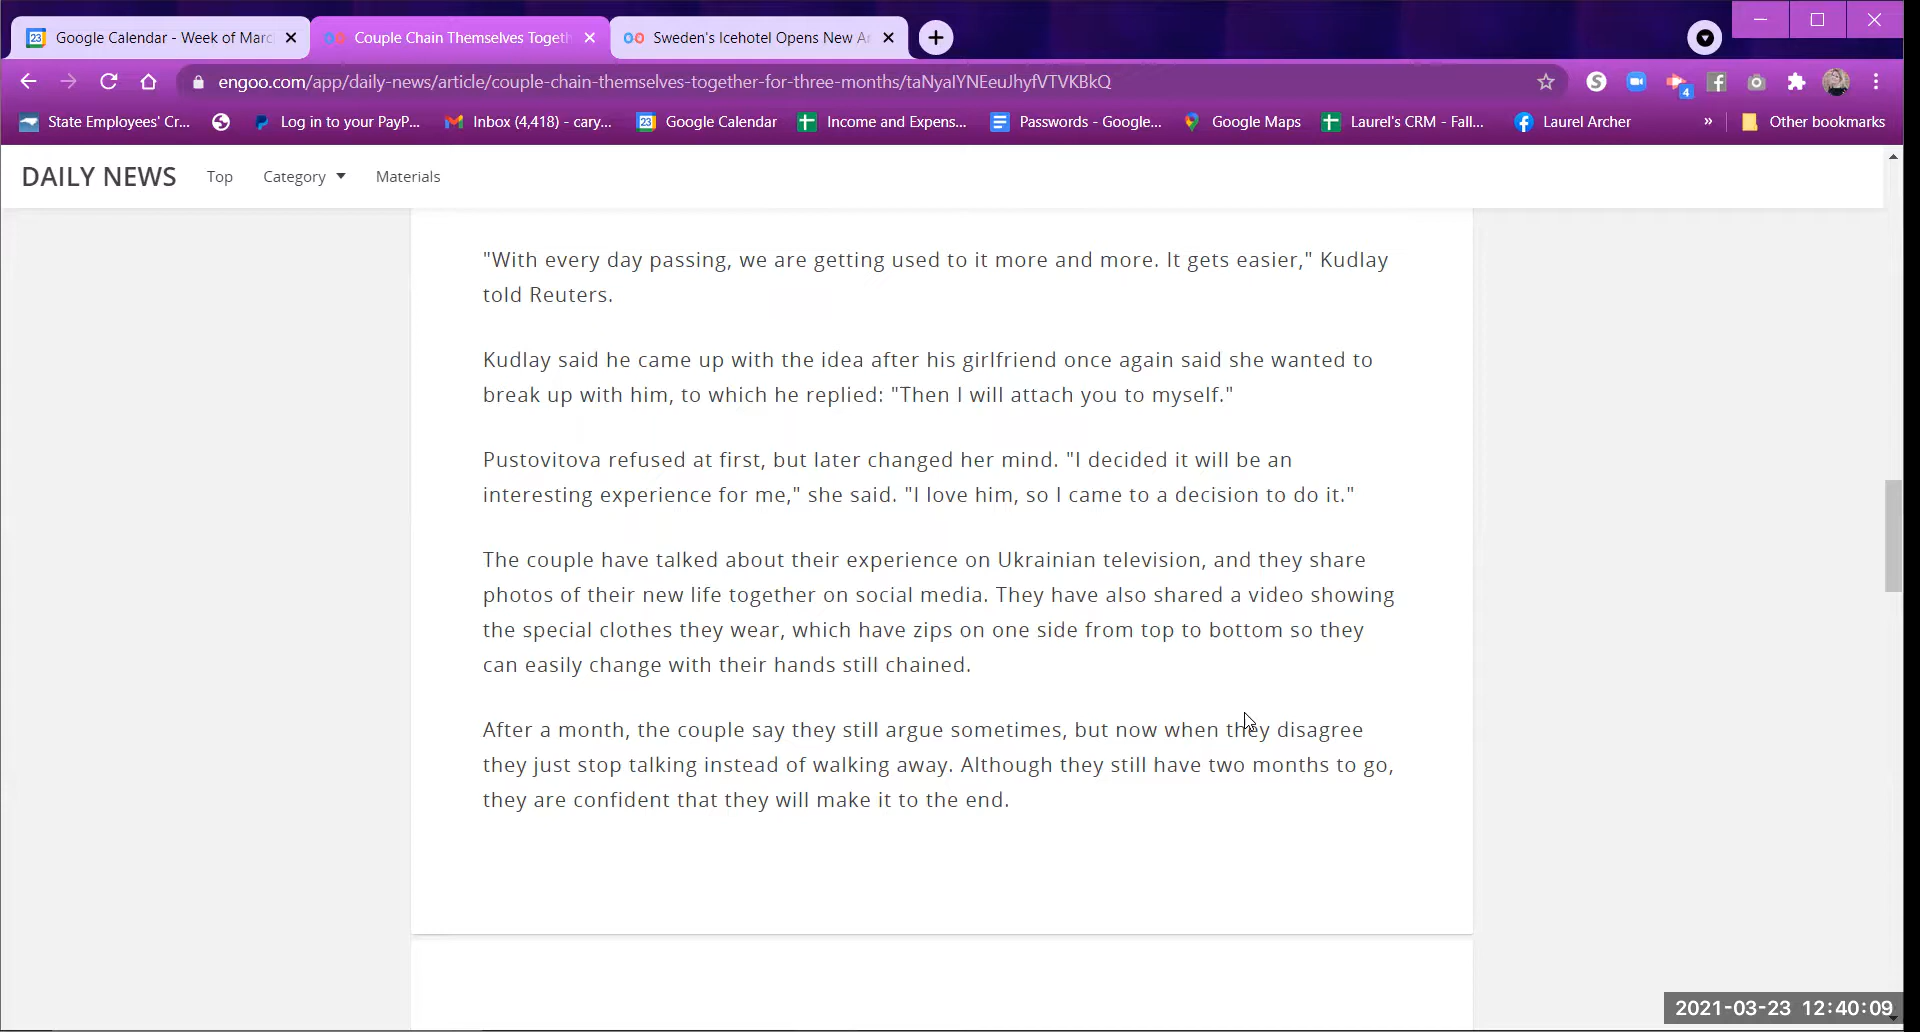 Google Calendar - Week of Marc
Couple Chain Themselves Togeth
Sweden's Icehotel Opens New Ar
engoo.com/app/daily-news/article/couple-chain-themselves-together-for-three-months/taNyaIYNEeuJhyfVTVKBkQ
4
State Employees' Cr...
Log in to your PayP...
Inbox (4,418) - cary...
23
Google Calendar
Income and Expens...
Passwords - Google...
Google Maps
Laurel's CRM - Fall...
Laurel Archer
»
Other bookmarks
DAILY NEWS
Top
Category
Materials
"With every day passing, we are getting used to it more and more. It gets easier," Kudlay
told Reuters.
Kudlay said he came up with the idea after his girlfriend once again said she wanted to
break up with him, to which he replied: "Then I will attach you to myself."
Pustovitova refused at first, but later changed her mind. "I decided it will be an
interesting experience for me," she said. "I love him, so I came to a decision to do it."
The couple have talked about their experience on Ukrainian television, and they share
photos of their new life together on social media. They have also shared a video showing
the special clothes they wear, which have zips on one side from top to bottom so they
can easily change with their hands still chained.
After a month, the couple say they still argue sometimes, but now when they disagree
they just stop talking instead of walking away. Although they still have two months to go,
they are confident that they will make it to the end.
2021-03-23 12:40:09